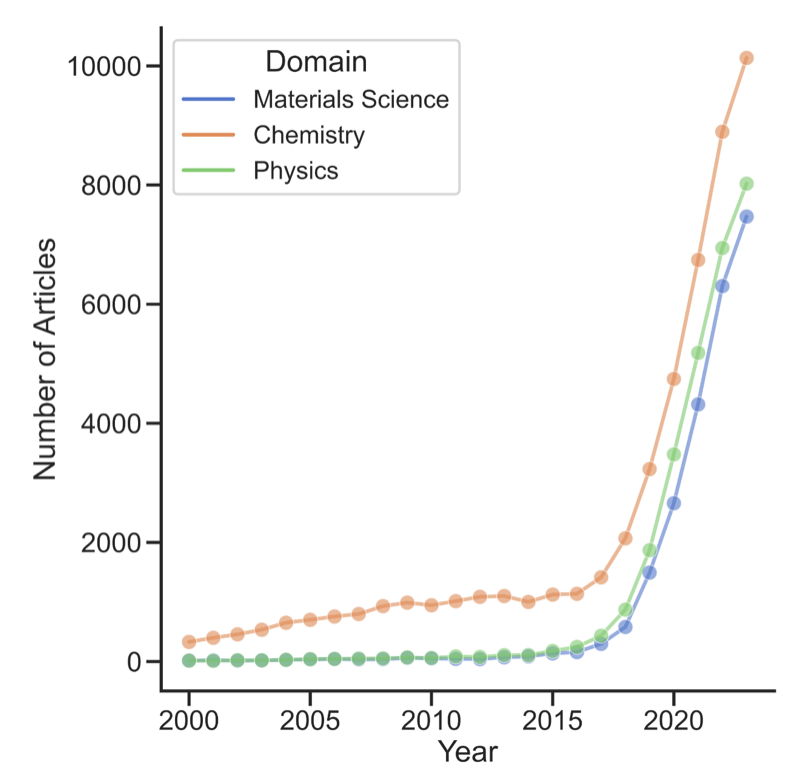 Domain
Materials Science
Chemistry
Physics
10000
8000
6000
4000
2000
0
Number of Articles
2000
2005
2010
2015
2020
Year